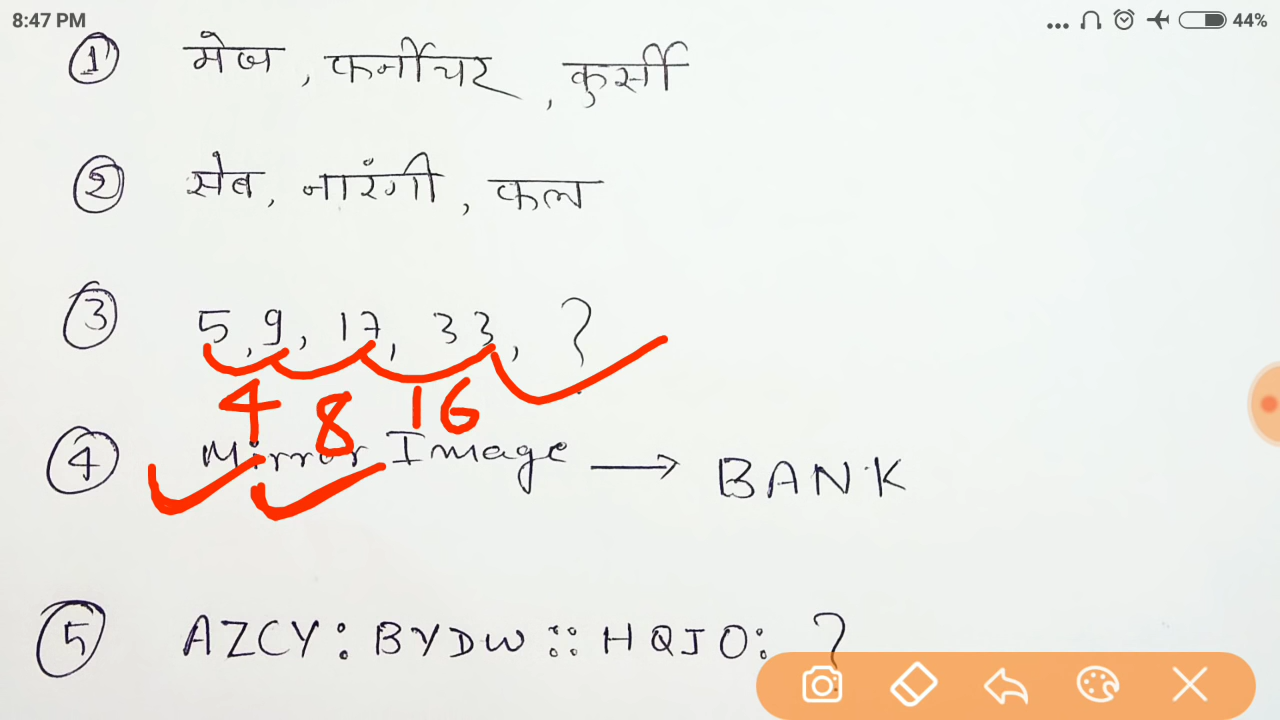 8:47 PM ... 44%
① मेज, फर्नीचर, कुर्सी
② सेब, नारंगी, फल
③ 5, 9, 17, 33, ?
4 8 16
④ Mirror Image → BANK
⑤ AZCY : BYDW :: HQJO : ?